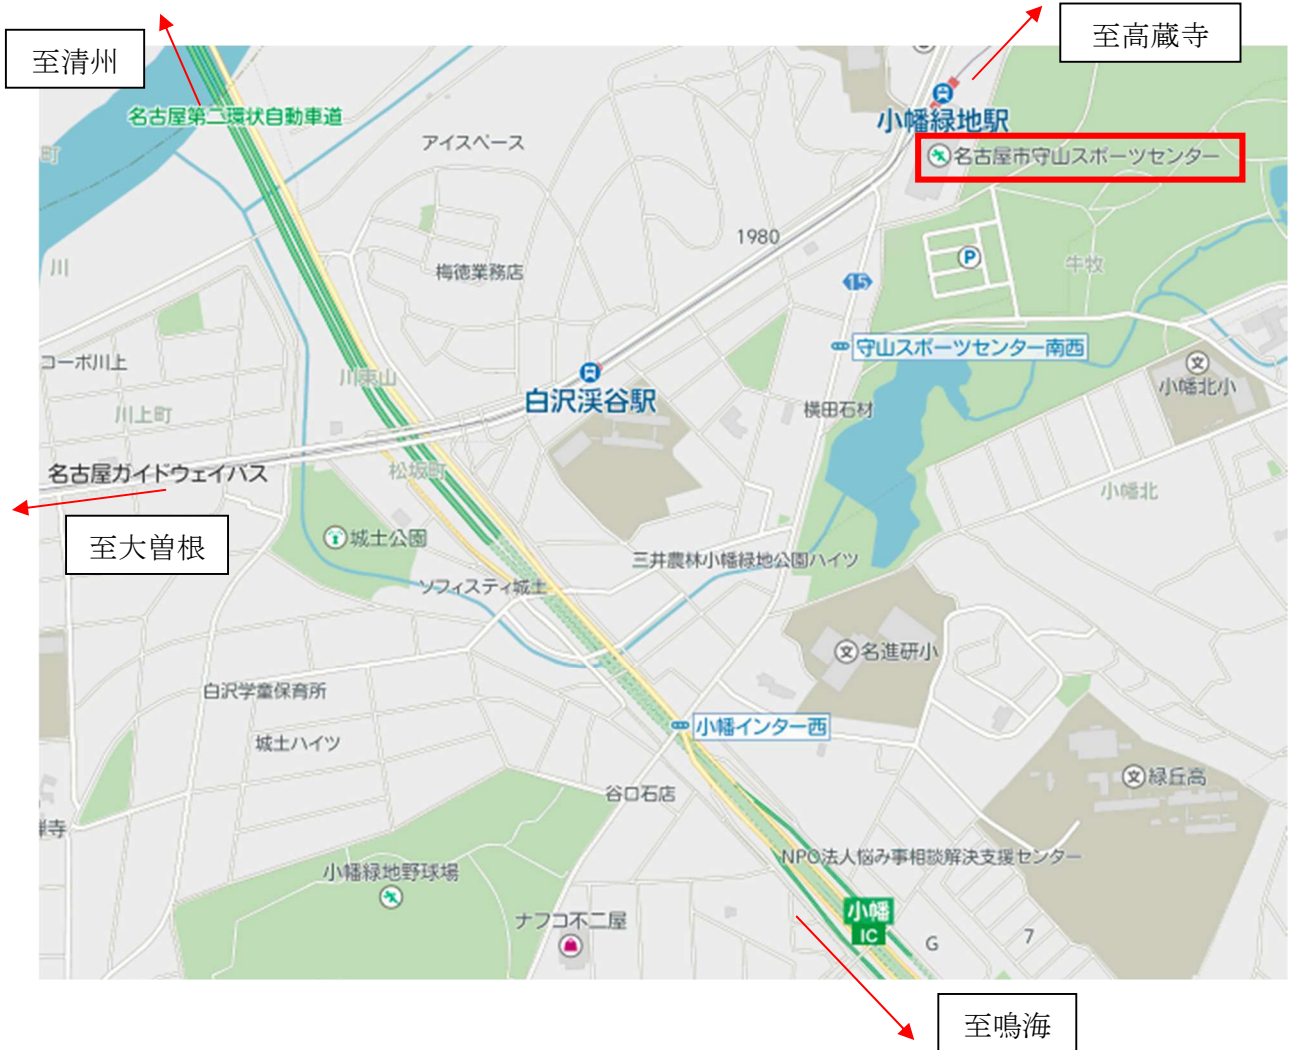 至高蔵寺
至清州
小幡緑地駅
名古屋第二環状自動車道
アイスペース
町
名古屋市守山スポーツセンター
1980
川
梅徳業務店
牛牧
15
P
守山スポーツセンター南西
コーポ川上
川東山
白沢渓谷駅
文
小幡北小
川上町
横田石材
名古屋ガイドウェイバス
松坂町
小幡北
至大曽根
城土公園
三井農林小幡緑地公園ハイツ
ソフィスティ城土
文
名進研小
白沢学童保育所
小幡インター西
城土ハイツ
谷口石店
文
緑丘高
寺
NPO法人悩み事相談解決支援センター
小幡緑地野球場
ナフコ不二屋
小幡
IC
G
7
至鳴海